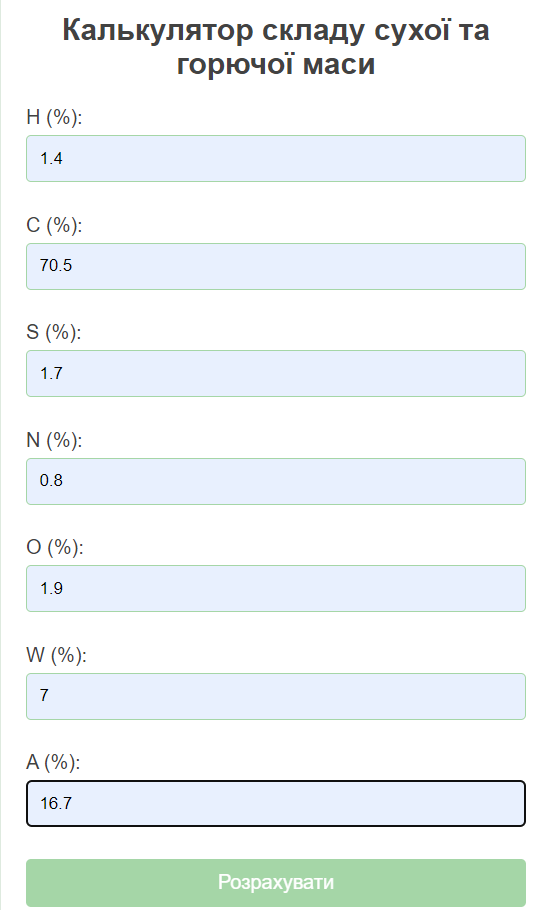 Калькулятор складу сухої та
горючої маси
H (%):
1.4
C (%):
70.5
S (%):
1.7
N (%):
0.8
O (%):
1.9
W (%):
7
A (%):
16.7
Розрахувати